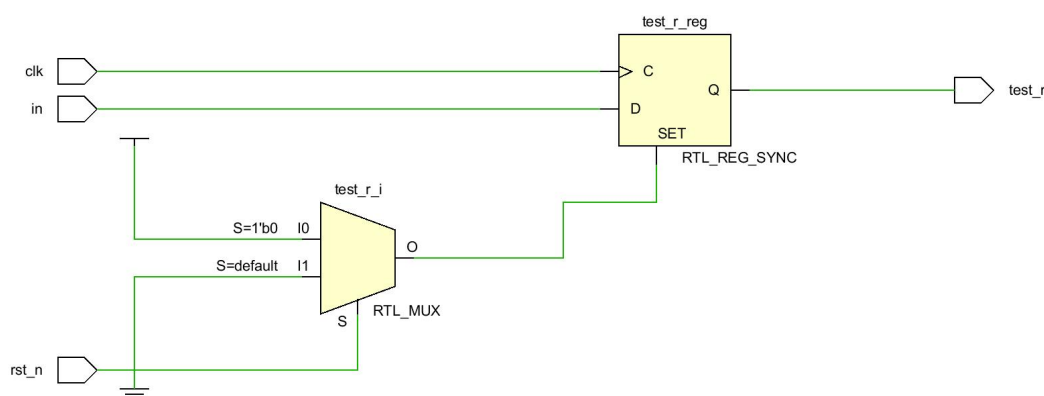 test_r_reg
clk
C
Q
test_r
in
D
SET
RTL_REG_SYNC
test_r_i
S=1'b0
I0
O
S=default
I1
RTL_MUX
S
rst_n